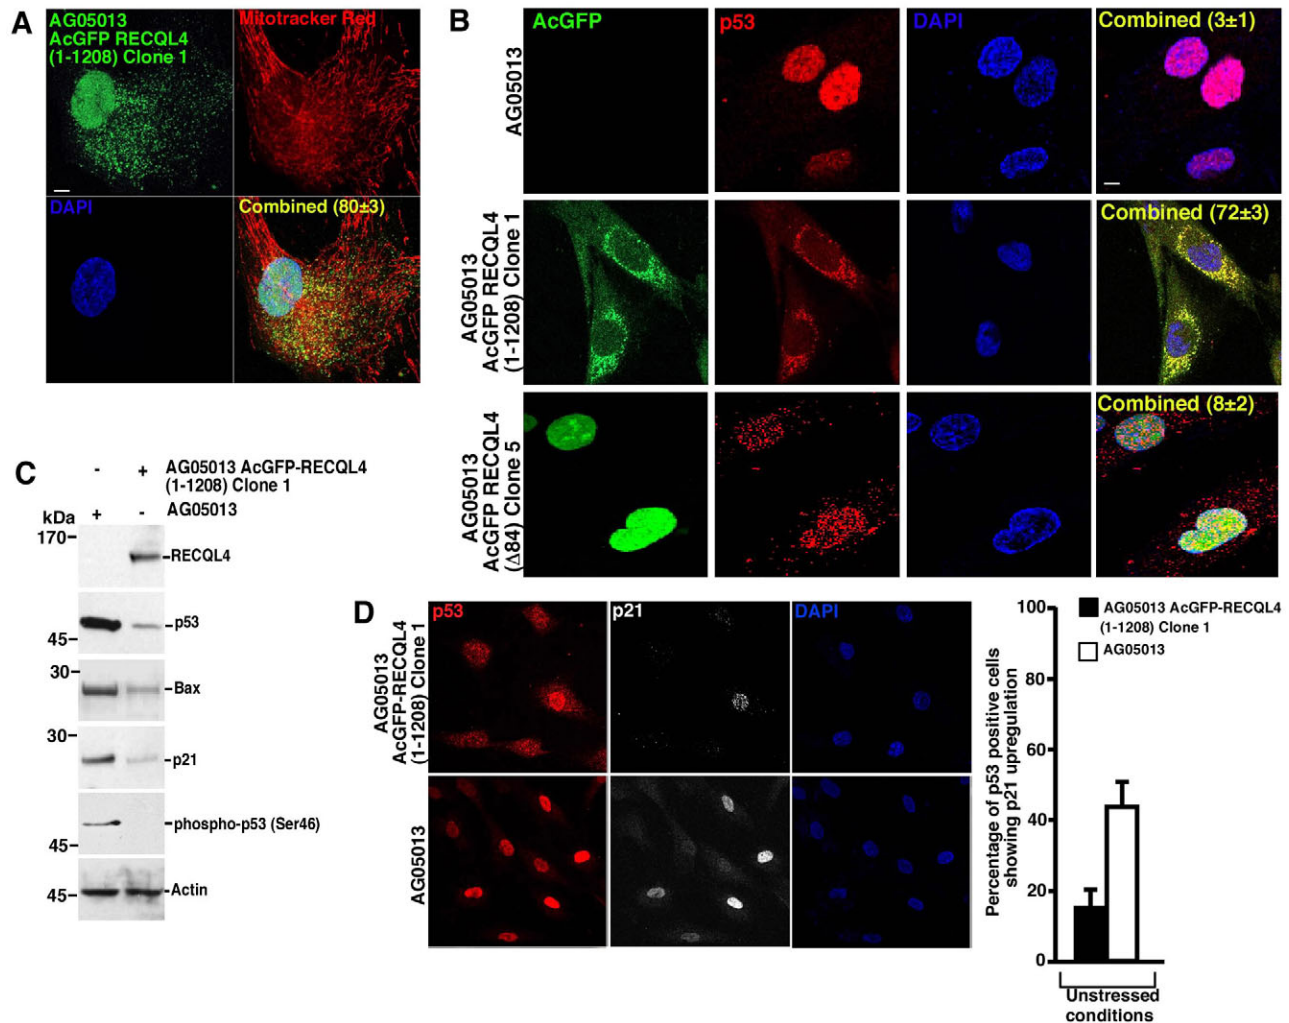 A
AG05013
AcGFP RECQL4
(1-1208) Clone 1
Mitotracker Red
DAPI
Combined (80±3)
B
AcGFP
p53
DAPI
Combined (3±1)
AG05013
Combined (72±3)
AG05013
AcGFP RECQL4
(1-1208) Clone 1
Combined (8±2)
AG05013
AcGFP RECQL4
(Δ84) Clone 5
C
- + AG05013 AcGFP-RECQL4
(1-1208) Clone 1
+ - AG05013
kDa
170
RECQL4
p53
45
30
Bax
30
p21
phospho-p53 (Ser46)
45
Actin
45
D
p53
p21
DAPI
AG05013
AcGFP-RECQL4
(1-1208) Clone 1
AG05013
Percentage of p53 positive cells
showing p21 upregulation
100
80
60
40
20
0
AG05013 AcGFP-RECQL4
(1-1208) Clone 1
AG05013
Unstressed
conditions